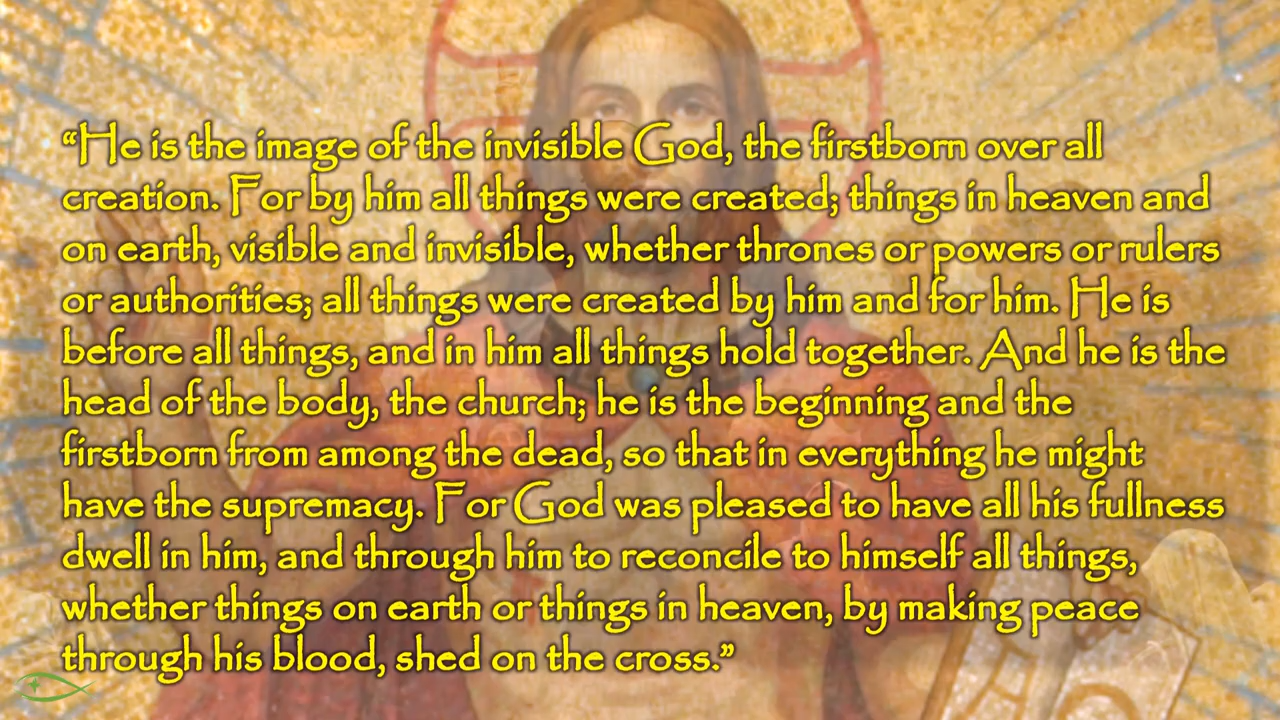 “He is the image of the invisible God, the firstborn over all
creation. For by him all things were created; things in heaven and
on earth, visible and invisible, whether thrones or powers or rulers
or authorities; all things were created by him and for him. He is
before all things, and in him all things hold together. And he is the
head of the body, the church; he is the beginning and the
firstborn from among the dead, so that in everything he might
have the supremacy. For God was pleased to have all his fullness
dwell in him, and through him to reconcile to himself all things,
whether things on earth or things in heaven, by making peace
through his blood, shed on the cross.”
Α Ω